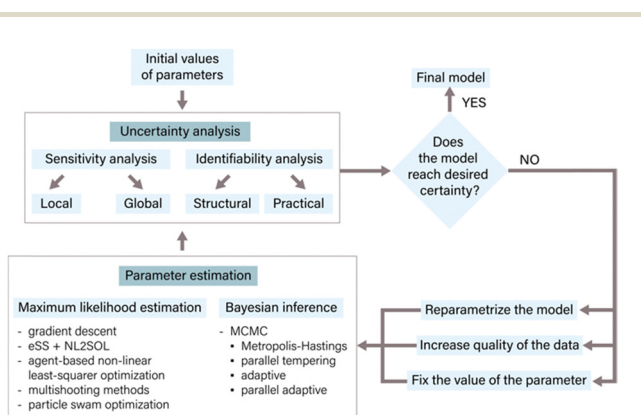 Initial values
of parameters
Uncertainty analysis
Sensitivity analysis
Identifiability analysis
Local
Global
Structural
Practical
Final model
YES
Does
the model
reach desired
certainty?
NO
Reparametrize the model
Increase quality of the data
Fix the value of the parameter
Parameter estimation
Maximum likelihood estimation
- gradient descent
- eSS + NL2SOL
- agent-based non-linear
least-squarer optimization
- multishooting methods
- particle swam optimization
Bayesian inference
- MCMC
• Metropolis-Hastings
• parallel tempering
• adaptive
• parallel adaptive